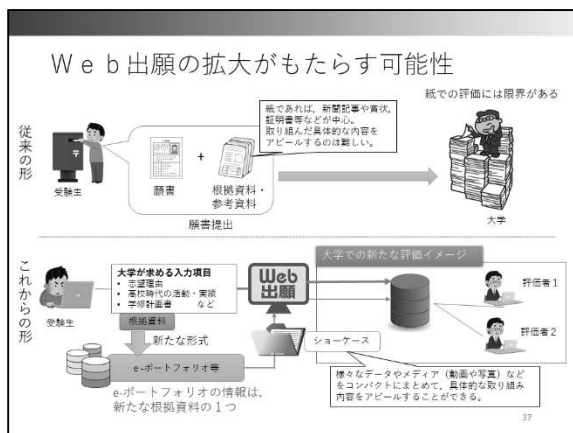 Ｗｅｂ出願の拡大がもたらす可能性
従来の形
受験生
願書
+
根拠資料・
参考資料
願書提出
紙であれば，新聞記事や賞状，
証明書等などが中心。
取り組んだ具体的な内容を
アピールするのは難しい。
紙での評価には限界がある
大学
これからの形
受験生
大学が求める入力項目
• 志望理由
• 高校時代の活動・実績
• 学修計画書　など
根拠資料
新たな形式
e-ポートフォリオ等
e-ポートフォリオの情報は，
新たな根拠資料の１つ
Web
出願
ショーケース
大学での新たな評価イメージ
評価者１
評価者２
様々なデータやメディア（動画や写真）など
をコンパクトにまとめて，具体的な取り組み
内容をアピールすることができる。
37